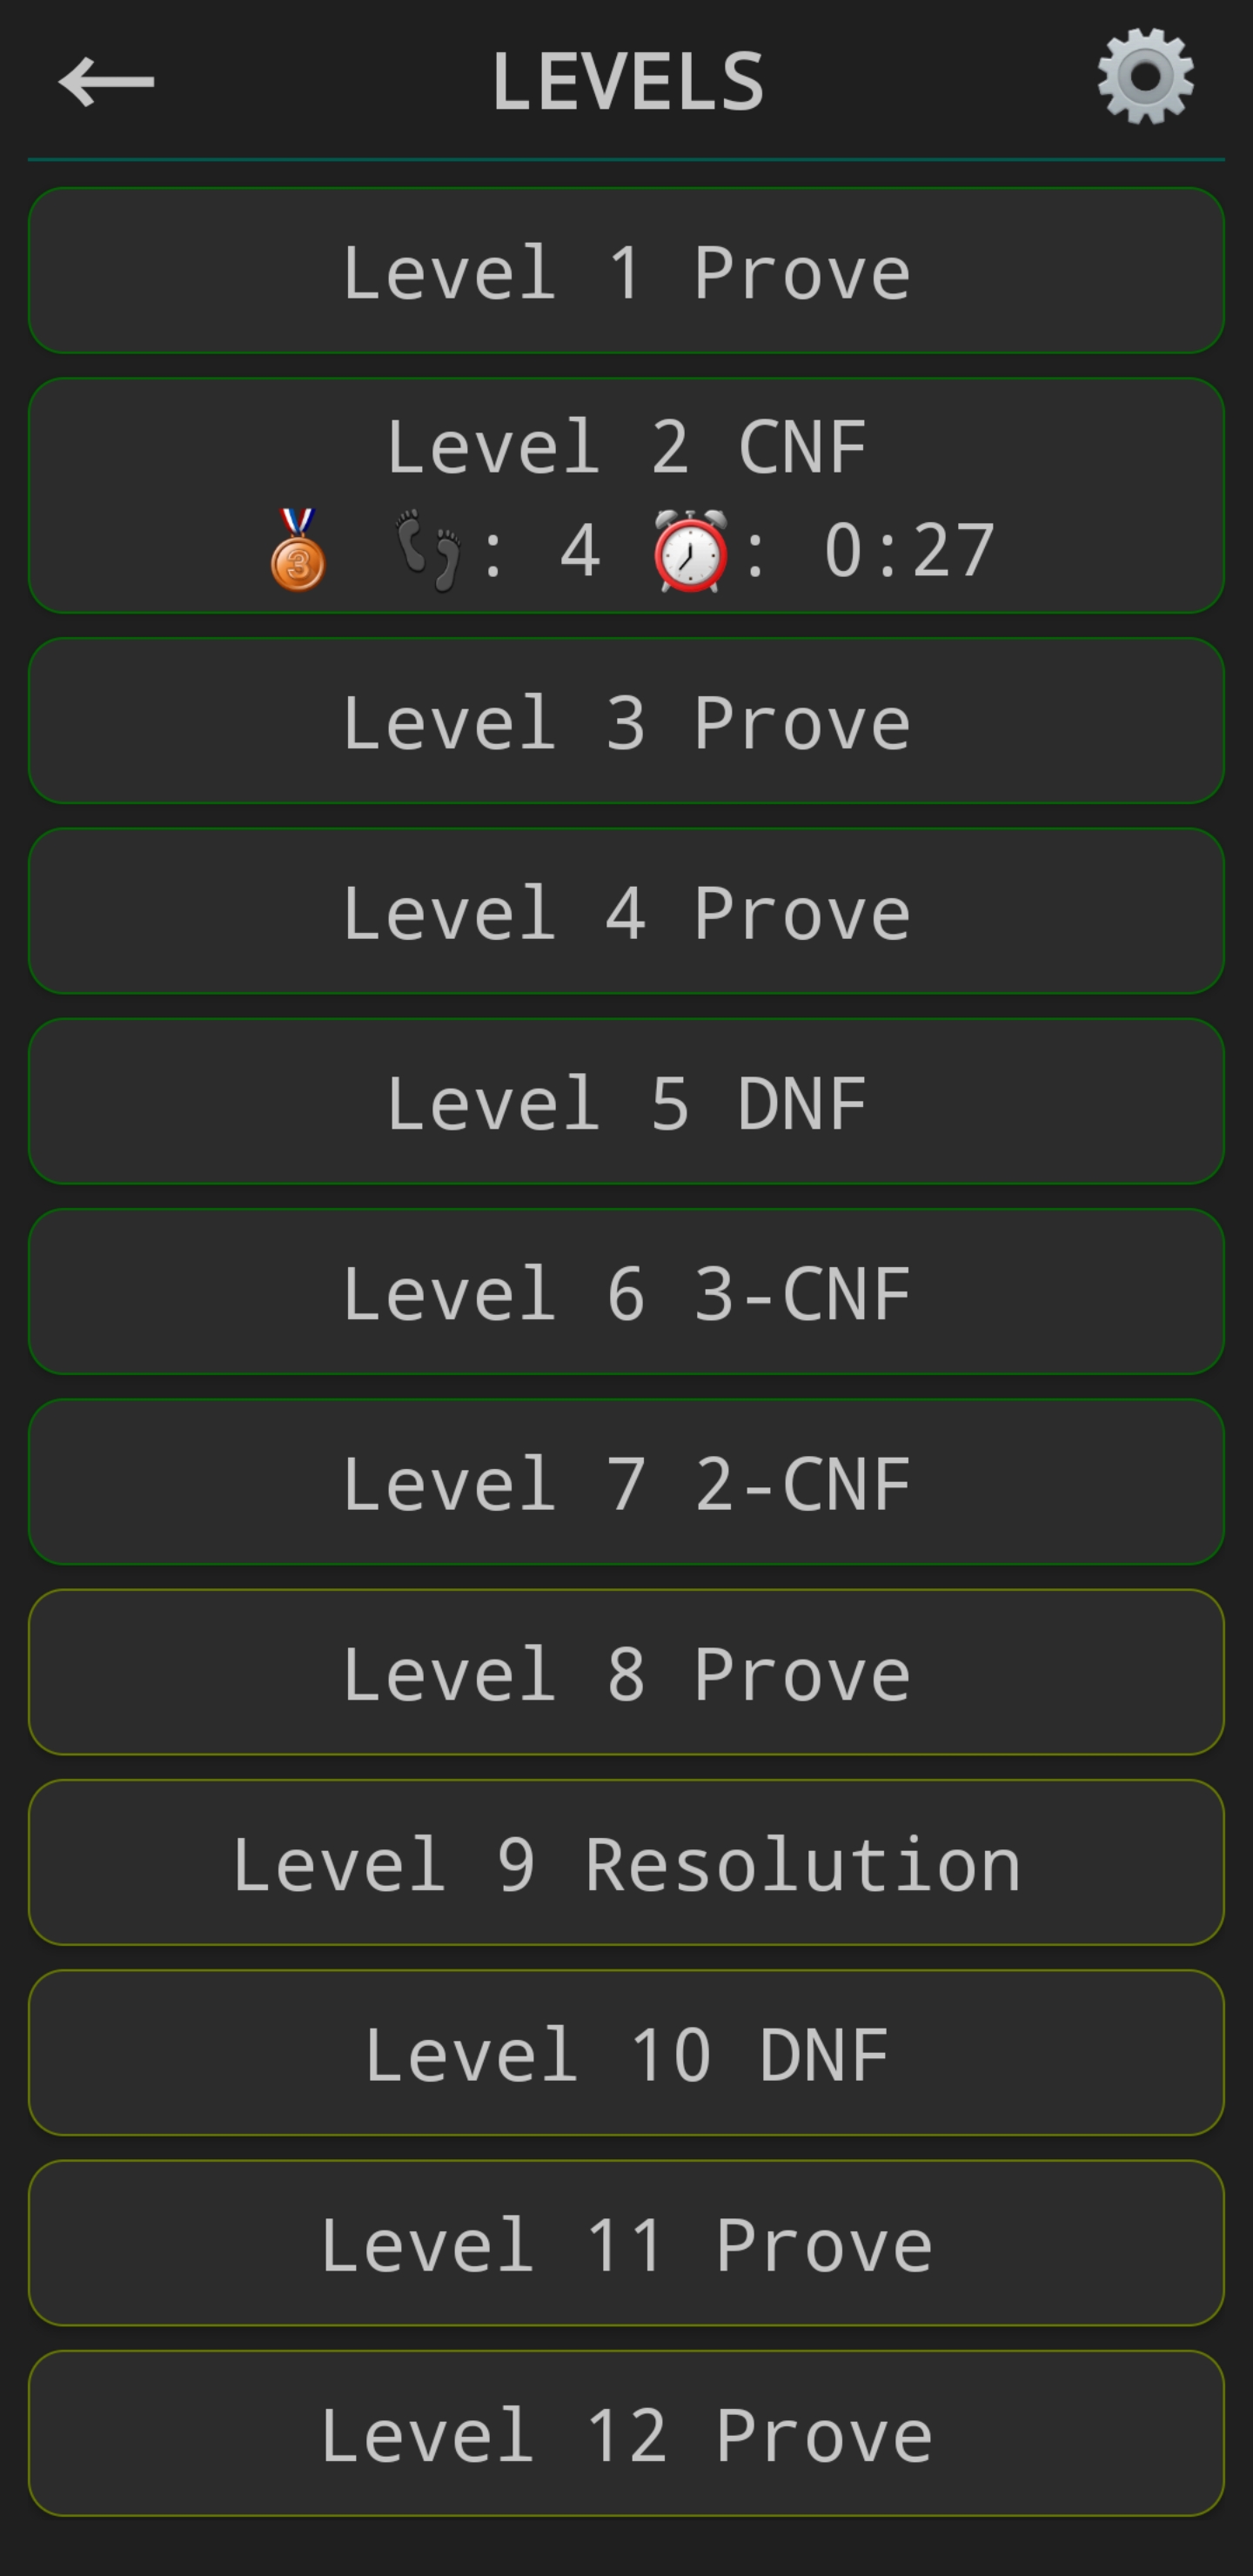 LEVELS
Level 1 Prove
Level 2 CNF
🥉 👣: 4 ⏰: 0:27
Level 3 Prove
Level 4 Prove
Level 5 DNF
Level 6 3-CNF
Level 7 2-CNF
Level 8 Prove
Level 9 Resolution
Level 10 DNF
Level 11 Prove
Level 12 Prove